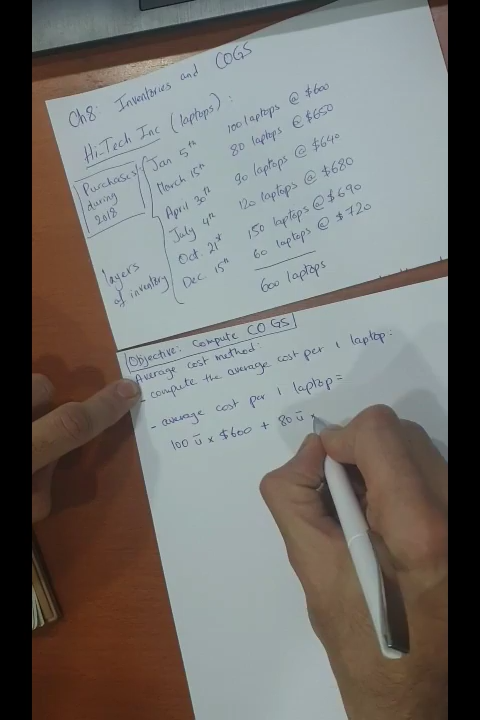 Ch8: Inventories and COGS
Hi-Tech Inc (laptops):
Purchases during 2018
Jan 5th 100 laptops @ $600
March 15th 80 laptops @ $650
April 30th 90 laptops @ $640
July 4th 120 laptops @ $680
Oct. 21st 150 laptops @ $690
Dec. 15th 60 laptops @ $720
600 laptops
layers of inventory
Objective: Compute COGS
Average cost method:
- compute the average cost per 1 laptop:
- average cost per 1 laptop =
100 ū x $600 + 80 ū x